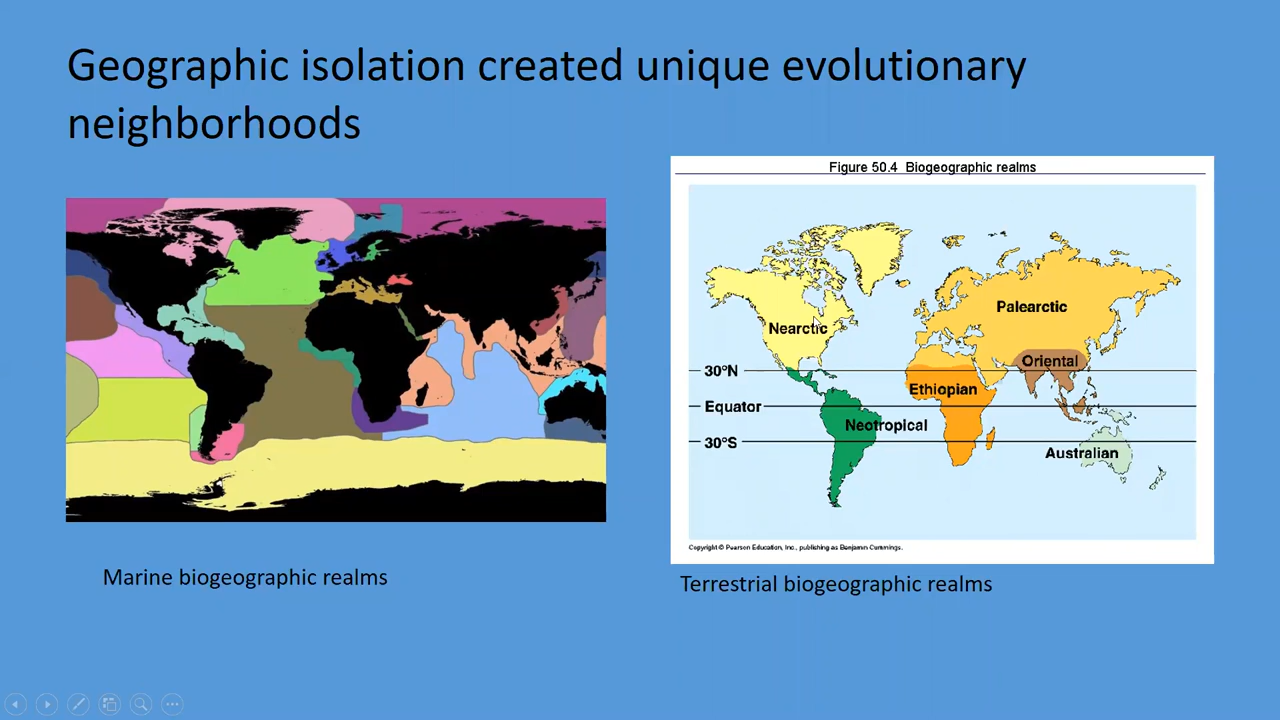 Geographic isolation created unique evolutionary
neighborhoods
Figure 50.4 Biogeographic realms
Nearctic
Palearctic
Oriental
30°N
Ethiopian
Equator
Neotropical
30°S
Australian
Copyright © Pearson Education, Inc., publishing as Benjamin Cummings.
Marine biogeographic realms
Terrestrial biogeographic realms